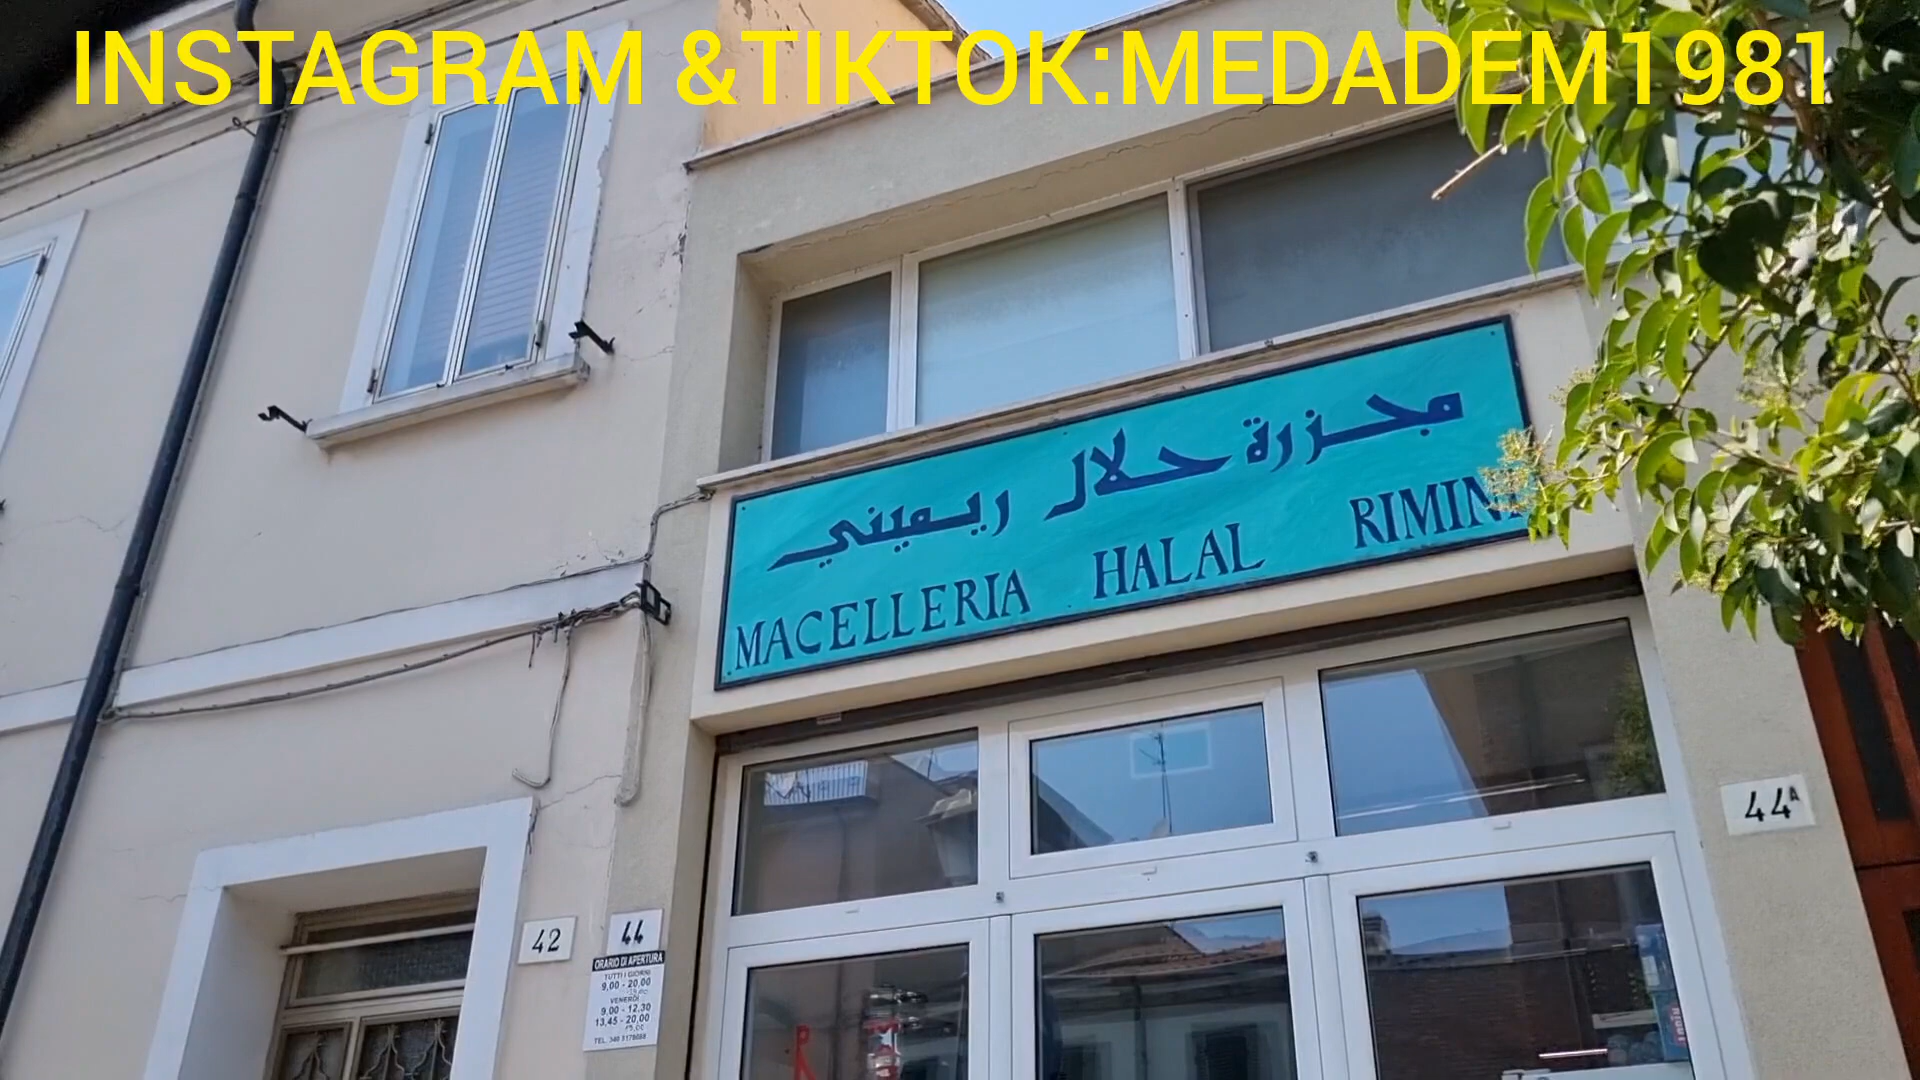 INSTAGRAM &TIKTOK:MEDADEM1981
مجزرة حلال ريميني
MACELLERIA HALAL RIMINI
44A
42
44
ORARIO DI APERTURA
TUTTI I GIORNI
9,00 - 20,00
VENERDI
9,00 - 12,30
13,45 - 20,00